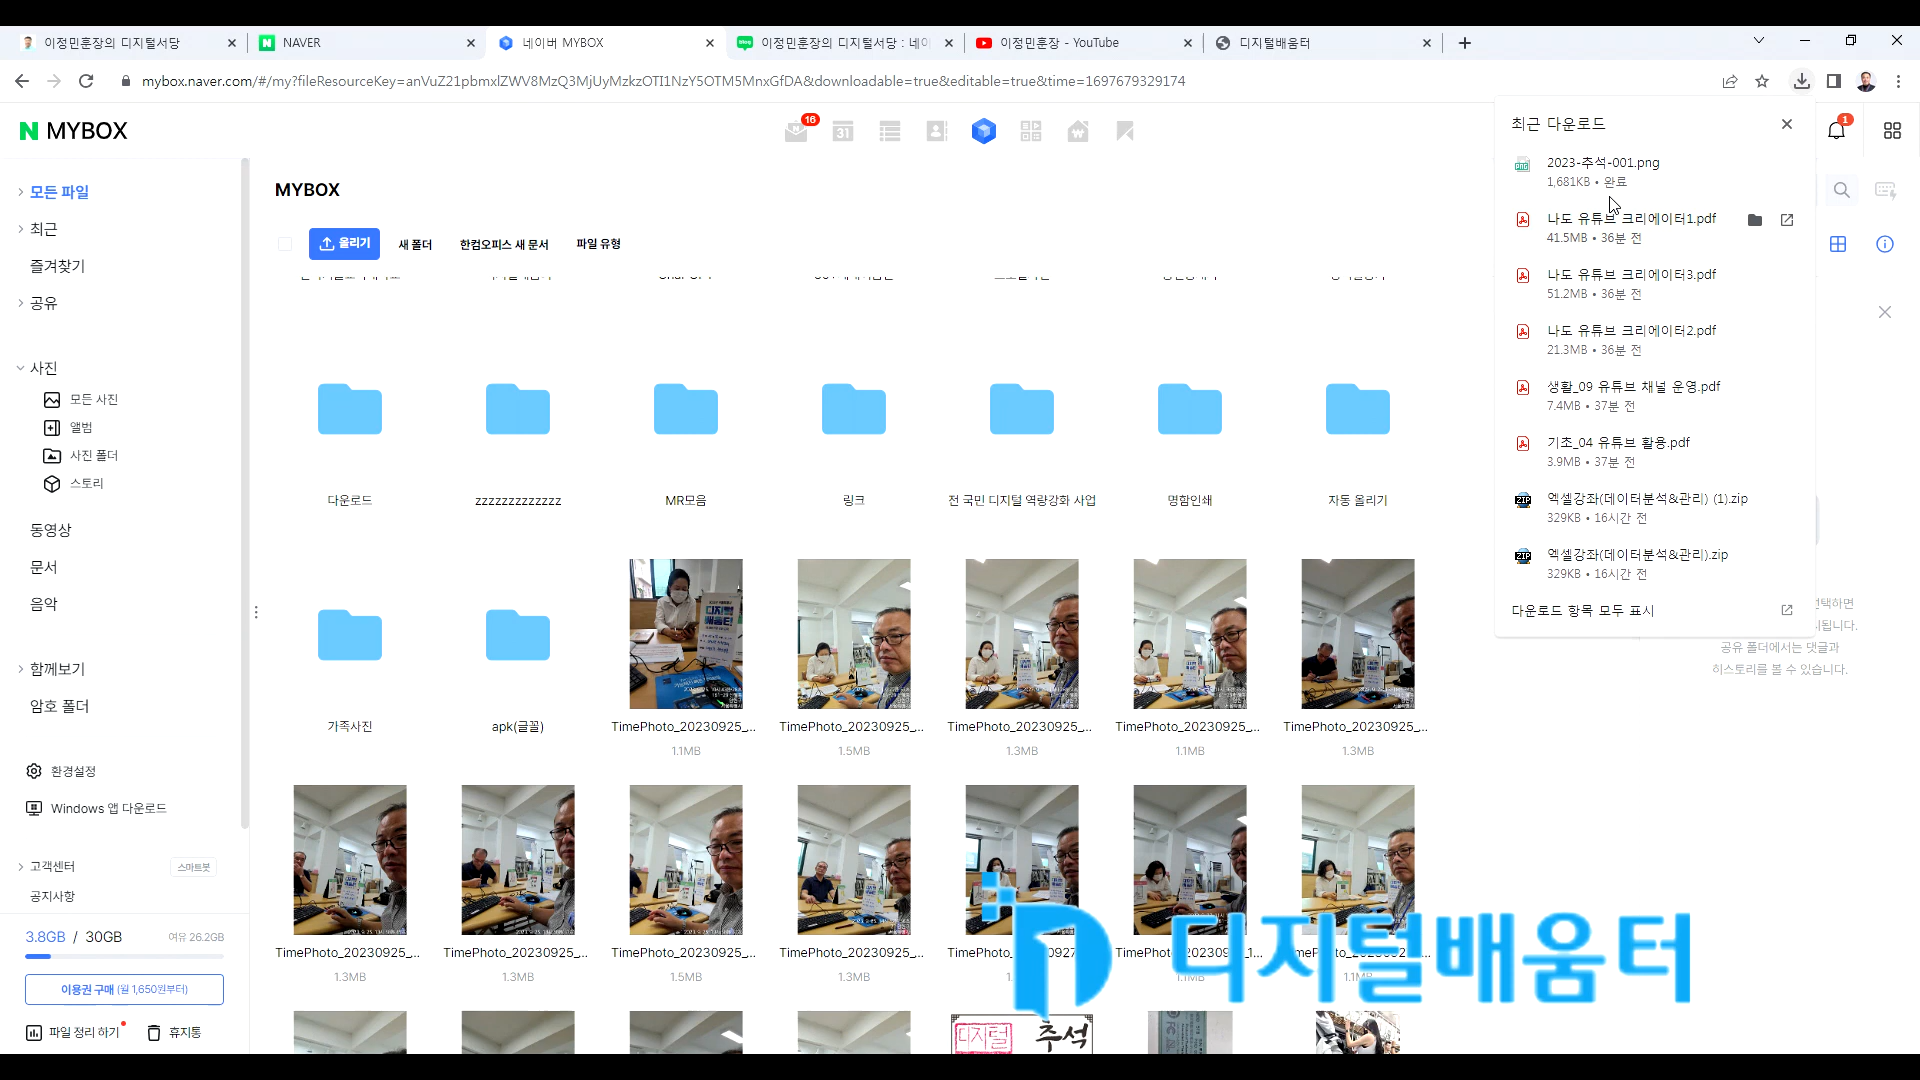 이정민훈장의 디지털서당
NAVER
네이버 MYBOX
이정민훈장의 디지털서당 : 네이
이정민훈장 - YouTube
디지털배움터
mybox.naver.com/#/my?fileResourceKey=anVuZ21pbmxlZWV8MzQ3MjUyMzkzOTI1NzY5OTM5MnxGfDA&downloadable=true&editable=true&time=1697679329174
N MYBOX
16
31
1
모든 파일
최근
즐겨찾기
공유
사진
모든 사진
앨범
사진 폴더
스토리
동영상
문서
음악
함께보기
암호 폴더
환경설정
Windows 앱 다운로드
고객센터
스마트봇
공지사항
3.8GB / 30GB
여유 26.2GB
이용권 구매 (월 1,650원부터)
파일 정리 하기
휴지통
MYBOX
올리기
새 폴더
한컴오피스 새 문서
파일 유형
다운로드
zzzzzzzzzzzzz
MR모음
링크
전 국민 디지털 역량강화 사업
명함인쇄
자동 올리기
가족사진
apk(글꼴)
TimePhoto_20230925_...
TimePhoto_20230925_...
TimePhoto_20230925_...
TimePhoto_20230925_...
TimePhoto_20230925_...
1.1MB
1.5MB
1.3MB
1.1MB
1.3MB
TimePhoto_20230925_...
TimePhoto_20230925_...
TimePhoto_20230925_...
TimePhoto_20230925_...
1.3MB
1.3MB
1.5MB
1.3MB
디지털배움터
디지털
추석
최근 다운로드
2023-추석-001.png
1,681KB • 완료
나도 유튜브 크리에이터1.pdf
41.5MB • 36분 전
나도 유튜브 크리에이터3.pdf
51.2MB • 36분 전
나도 유튜브 크리에이터2.pdf
21.3MB • 36분 전
생활_09 유튜브 채널 운영.pdf
7.4MB • 37분 전
기초_04 유튜브 활용.pdf
3.9MB • 37분 전
엑셀강좌(데이터분석&관리) (1).zip
329KB • 16시간 전
엑셀강좌(데이터분석&관리).zip
329KB • 16시간 전
다운로드 항목 모두 표시
공유 폴더에서는 댓글과
히스토리를 볼 수 있습니다.